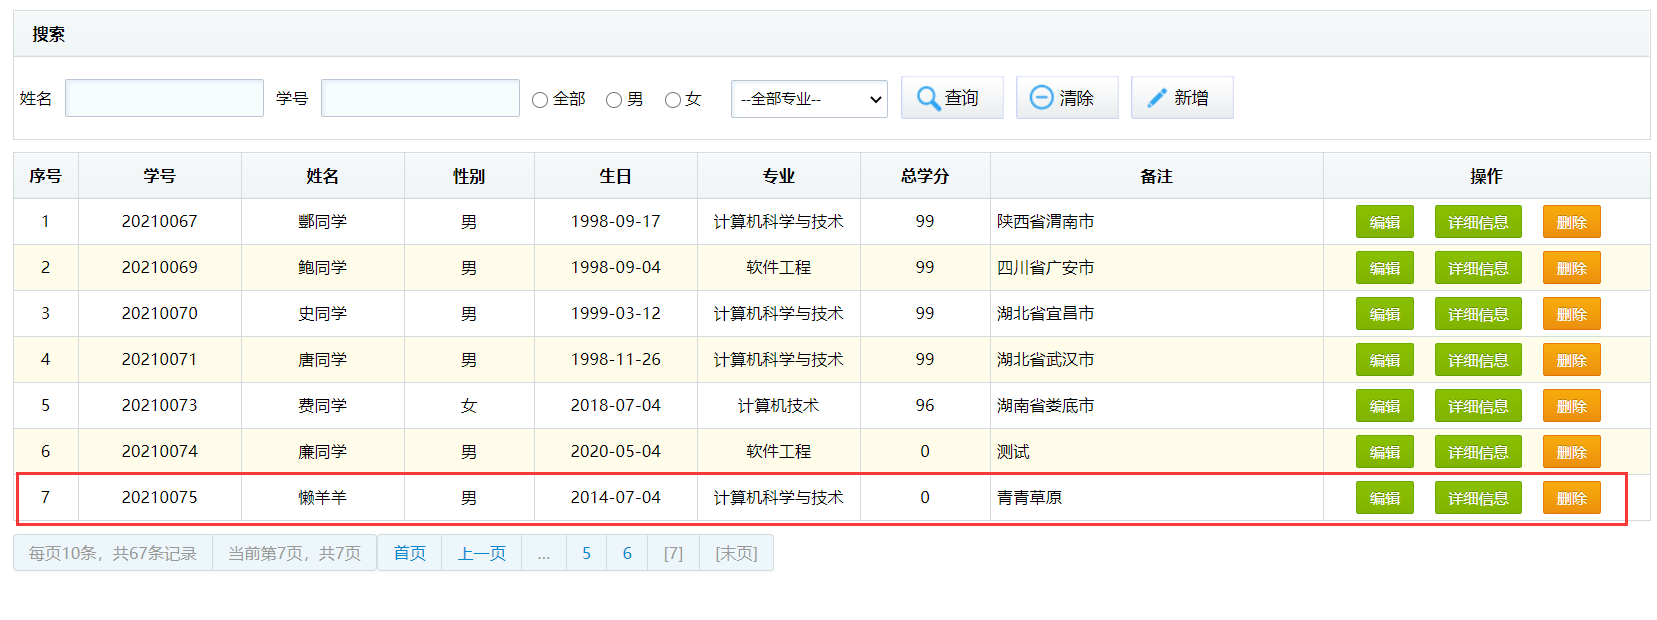 搜索
姓名 学号 全部 男 女 --全部专业-- 查询 清除 新增
序号 学号 姓名 性别 生日 专业 总学分 备注 操作
1 20210067 酆同学 男 1998-09-17 计算机科学与技术 99 陕西省渭南市 编辑 详细信息 删除
2 20210069 鲍同学 男 1998-09-04 软件工程 99 四川省广安市 编辑 详细信息 删除
3 20210070 史同学 男 1999-03-12 计算机科学与技术 99 湖北省宜昌市 编辑 详细信息 删除
4 20210071 唐同学 男 1998-11-26 计算机科学与技术 99 湖北省武汉市 编辑 详细信息 删除
5 20210073 费同学 女 2018-07-04 计算机技术 96 湖南省娄底市 编辑 详细信息 删除
6 20210074 廉同学 男 2020-05-04 软件工程 0 测试 编辑 详细信息 删除
7 20210075 懒羊羊 男 2014-07-04 计算机科学与技术 0 青青草原 编辑 详细信息 删除
每页10条，共67条记录 当前第7页，共7页 首页 上一页 ... 5 6 [7] [末页]